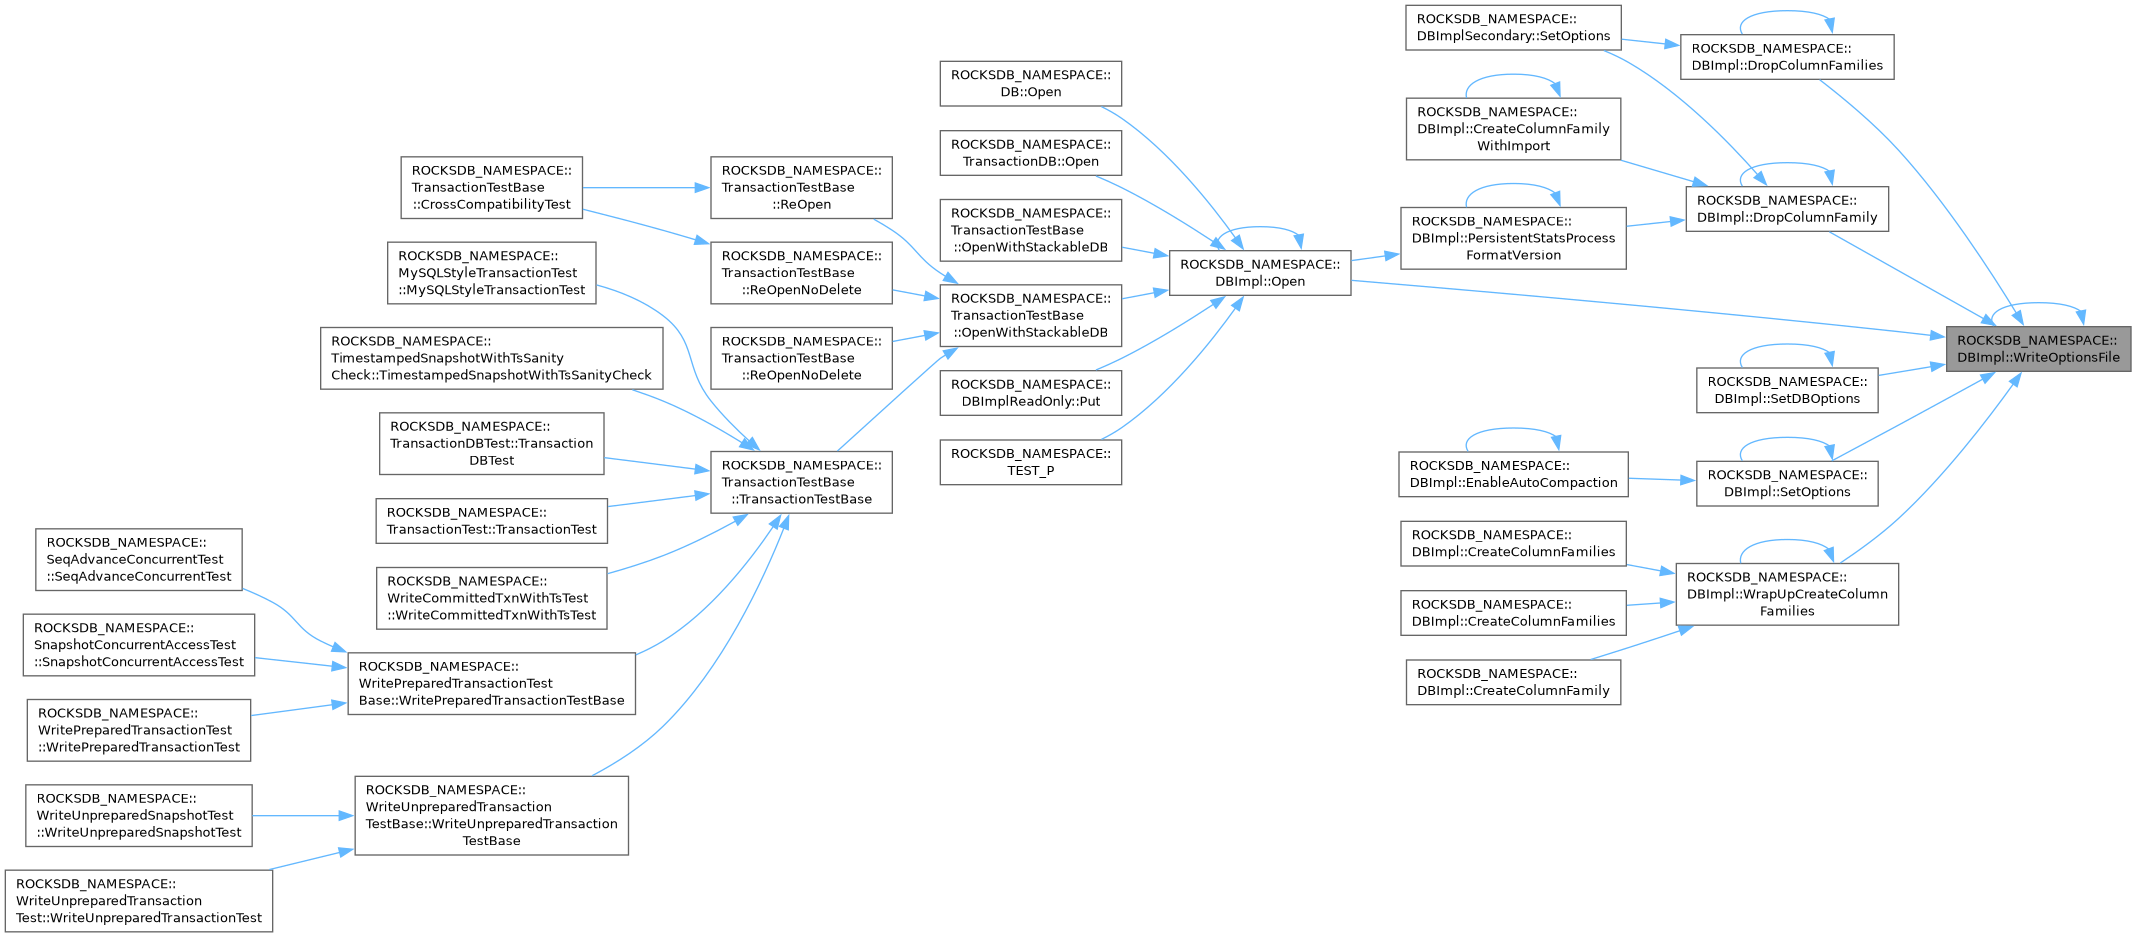 ROCKSDB_NAMESPACE::
DBImpl::WriteOptionsFile
ROCKSDB_NAMESPACE::
DBImpl::DropColumnFamilies
ROCKSDB_NAMESPACE::
DBImplSecondary::SetOptions
ROCKSDB_NAMESPACE::
DBImpl::DropColumnFamily
ROCKSDB_NAMESPACE::
DBImpl::CreateColumnFamily
WithImport
ROCKSDB_NAMESPACE::
DBImpl::PersistentStatsProcess
FormatVersion
ROCKSDB_NAMESPACE::
DBImpl::Open
ROCKSDB_NAMESPACE::
DB::Open
ROCKSDB_NAMESPACE::
TransactionDB::Open
ROCKSDB_NAMESPACE::
TransactionTestBase
::OpenWithStackableDB
ROCKSDB_NAMESPACE::
TransactionTestBase
::OpenWithStackableDB
ROCKSDB_NAMESPACE::
DBImplReadOnly::Put
ROCKSDB_NAMESPACE::
TEST_P
ROCKSDB_NAMESPACE::
TransactionTestBase
::ReOpen
ROCKSDB_NAMESPACE::
TransactionTestBase
::ReOpenNoDelete
ROCKSDB_NAMESPACE::
TransactionTestBase
::ReOpenNoDelete
ROCKSDB_NAMESPACE::
TransactionTestBase
::TransactionTestBase
ROCKSDB_NAMESPACE::
TransactionTestBase
::CrossCompatibilityTest
ROCKSDB_NAMESPACE::
MySQLStyleTransactionTest
::MySQLStyleTransactionTest
ROCKSDB_NAMESPACE::
TimestampedSnapshotWithTsSanity
Check::TimestampedSnapshotWithTsSanityCheck
ROCKSDB_NAMESPACE::
TransactionDBTest::Transaction
DBTest
ROCKSDB_NAMESPACE::
TransactionTest::TransactionTest
ROCKSDB_NAMESPACE::
WriteCommittedTxnWithTsTest
::WriteCommittedTxnWithTsTest
ROCKSDB_NAMESPACE::
WritePreparedTransactionTest
Base::WritePreparedTransactionTestBase
ROCKSDB_NAMESPACE::
WriteUnpreparedTransaction
TestBase::WriteUnpreparedTransaction
TestBase
ROCKSDB_NAMESPACE::
SeqAdvanceConcurrentTest
::SeqAdvanceConcurrentTest
ROCKSDB_NAMESPACE::
SnapshotConcurrentAccessTest
::SnapshotConcurrentAccessTest
ROCKSDB_NAMESPACE::
WritePreparedTransactionTest
::WritePreparedTransactionTest
ROCKSDB_NAMESPACE::
WriteUnpreparedSnapshotTest
::WriteUnpreparedSnapshotTest
ROCKSDB_NAMESPACE::
WriteUnpreparedTransaction
Test::WriteUnpreparedTransactionTest
ROCKSDB_NAMESPACE::
DBImpl::SetDBOptions
ROCKSDB_NAMESPACE::
DBImpl::SetOptions
ROCKSDB_NAMESPACE::
DBImpl::EnableAutoCompaction
ROCKSDB_NAMESPACE::
DBImpl::WrapUpCreateColumn
Families
ROCKSDB_NAMESPACE::
DBImpl::CreateColumnFamilies
ROCKSDB_NAMESPACE::
DBImpl::CreateColumnFamilies
ROCKSDB_NAMESPACE::
DBImpl::CreateColumnFamily